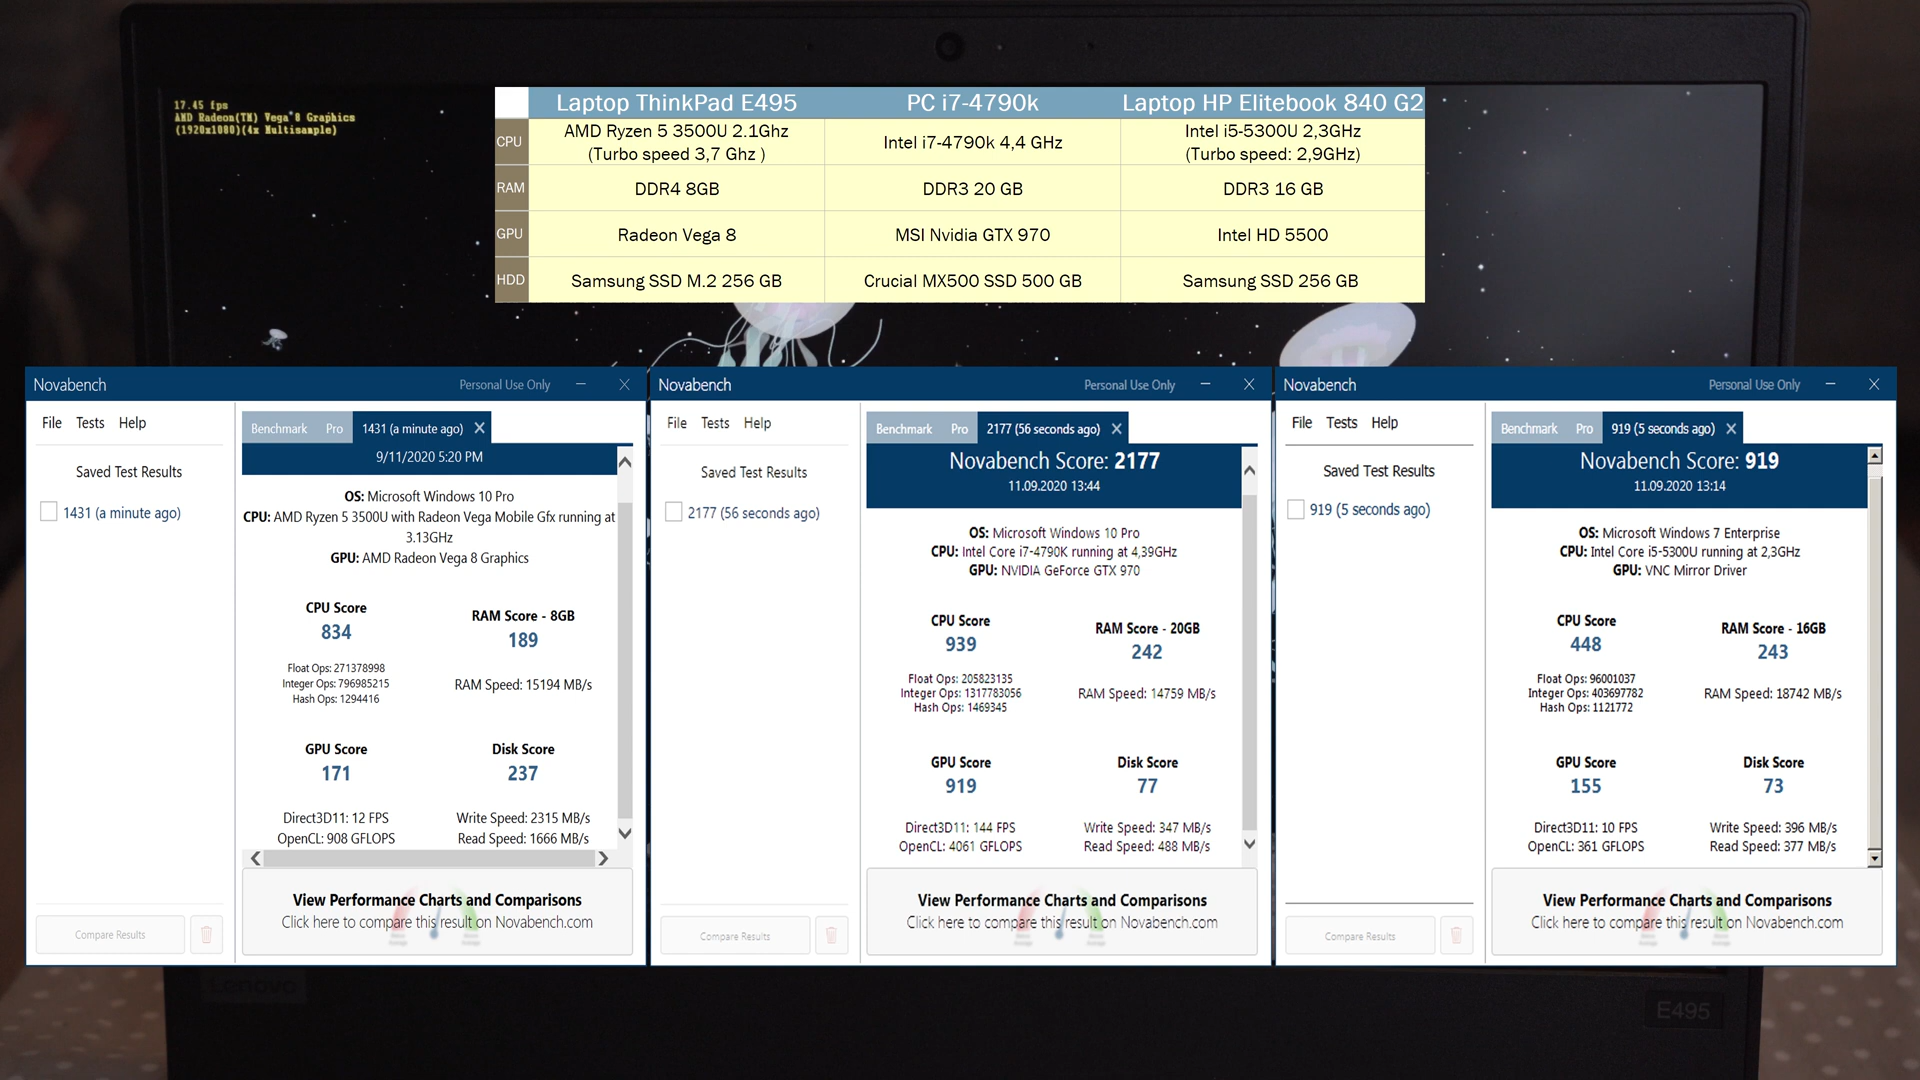 17.45 fps
AMD Radeon(TM) Vega 8 Graphics
(1920x1080)(4x Multisample)
Laptop ThinkPad E495 PC i7-4790k Laptop HP Elitebook 840 G2
CPU
AMD Ryzen 5 3500U 2.1Ghz
(Turbo speed 3,7 Ghz )
Intel i7-4790k 4,4 GHz
Intel i5-5300U 2,3GHz
(Turbo speed: 2,9GHz)
RAM DDR4 8GB DDR3 20 GB DDR3 16 GB
GPU Radeon Vega 8 MSI Nvidia GTX 970 Intel HD 5500
HDD Samsung SSD M.2 256 GB Crucial MX500 SSD 500 GB Samsung SSD 256 GB
Novabench Personal Use Only
File Tests Help
Benchmark Pro 1431 (a minute ago)
Saved Test Results
1431 (a minute ago)
9/11/2020 5:20 PM
OS: Microsoft Windows 10 Pro
CPU: AMD Ryzen 5 3500U with Radeon Vega Mobile Gfx running at
3.13GHz
GPU: AMD Radeon Vega 8 Graphics
CPU Score
834
Float Ops: 271378998
Integer Ops: 796985215
Hash Ops: 1294416
RAM Score - 8GB
189
RAM Speed: 15194 MB/s
GPU Score
171
Direct3D11: 12 FPS
OpenCL: 908 GFLOPS
Disk Score
237
Write Speed: 2315 MB/s
Read Speed: 1666 MB/s
View Performance Charts and Comparisons
Click here to compare this result on Novabench.com
Compare Results
Novabench Personal Use Only
File Tests Help
Benchmark Pro 2177 (56 seconds ago)
Saved Test Results
2177 (56 seconds ago)
Novabench Score: 2177
11.09.2020 13:44
OS: Microsoft Windows 10 Pro
CPU: Intel Core i7-4790K running at 4,39GHz
GPU: NVIDIA GeForce GTX 970
CPU Score
939
Float Ops: 205823135
Integer Ops: 1317783056
Hash Ops: 1469345
RAM Score - 20GB
242
RAM Speed: 14759 MB/s
GPU Score
919
Direct3D11: 144 FPS
OpenCL: 4061 GFLOPS
Disk Score
77
Write Speed: 347 MB/s
Read Speed: 488 MB/s
View Performance Charts and Comparisons
Click here to compare this result on Novabench.com
Compare Results
Novabench Personal Use Only
File Tests Help
Benchmark Pro 919 (5 seconds ago)
Saved Test Results
919 (5 seconds ago)
Novabench Score: 919
11.09.2020 13:14
OS: Microsoft Windows 7 Enterprise
CPU: Intel Core i5-5300U running at 2,3GHz
GPU: VNC Mirror Driver
CPU Score
448
Float Ops: 96001037
Integer Ops: 403697782
Hash Ops: 1121772
RAM Score - 16GB
243
RAM Speed: 18742 MB/s
GPU Score
155
Direct3D11: 10 FPS
OpenCL: 361 GFLOPS
Disk Score
73
Write Speed: 396 MB/s
Read Speed: 377 MB/s
View Performance Charts and Comparisons
Click here to compare this result on Novabench.com
Compare Results
Lenovo
E495